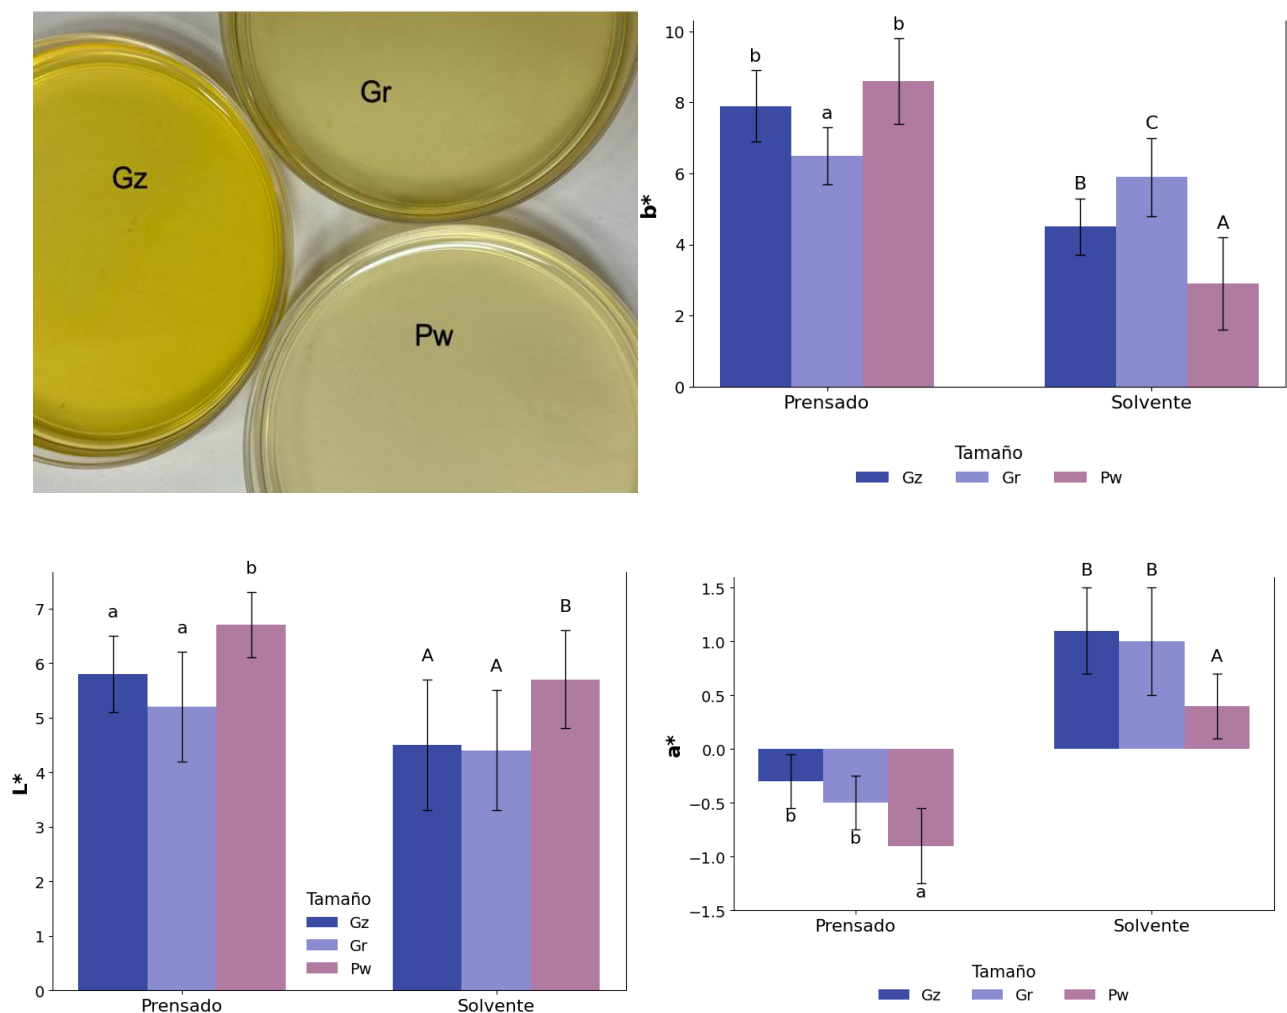 Gr
Gz
Pw
b*
10
8
6
4
2
0
b
a
b
B
C
A
Prensado
Solvente
Tamaño
Gz
Gr
Pw
L*
7
6
5
4
3
2
1
0
a
a
b
A
A
B
Tamaño
Gz
Gr
Pw
Prensado
Solvente
a*
1.5
1.0
0.5
0.0
−0.5
−1.0
−1.5
b
b
a
B
B
A
Prensado
Solvente
Tamaño
Gz
Gr
Pw